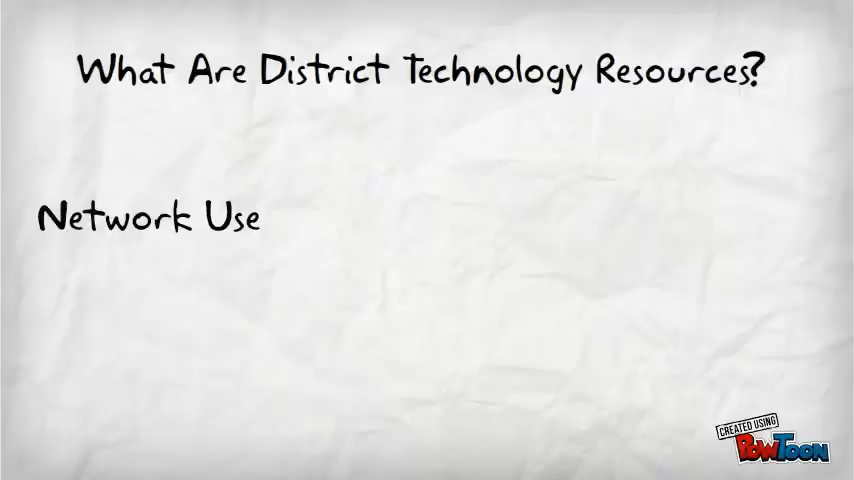 What Are District Technology Resources?
Network Use
CREATED USING
POWTOON